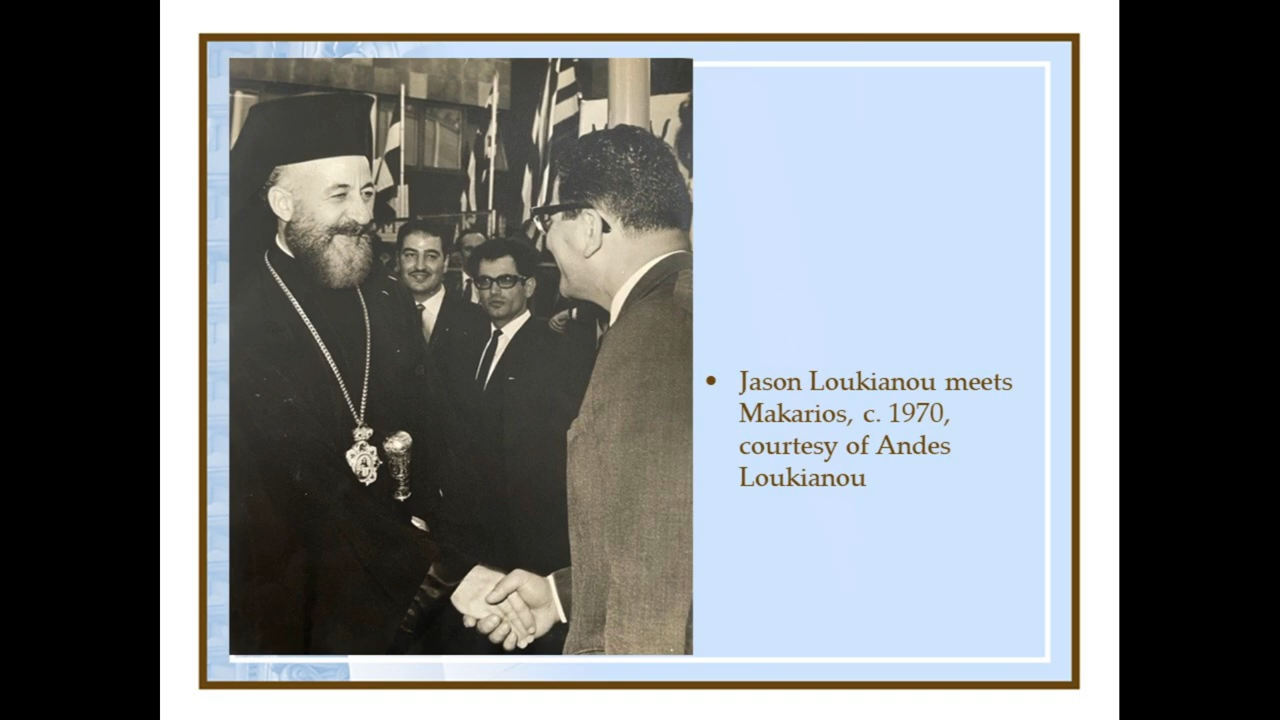 • Jason Loukianou meets
Makarios, c. 1970,
courtesy of Andes
Loukianou